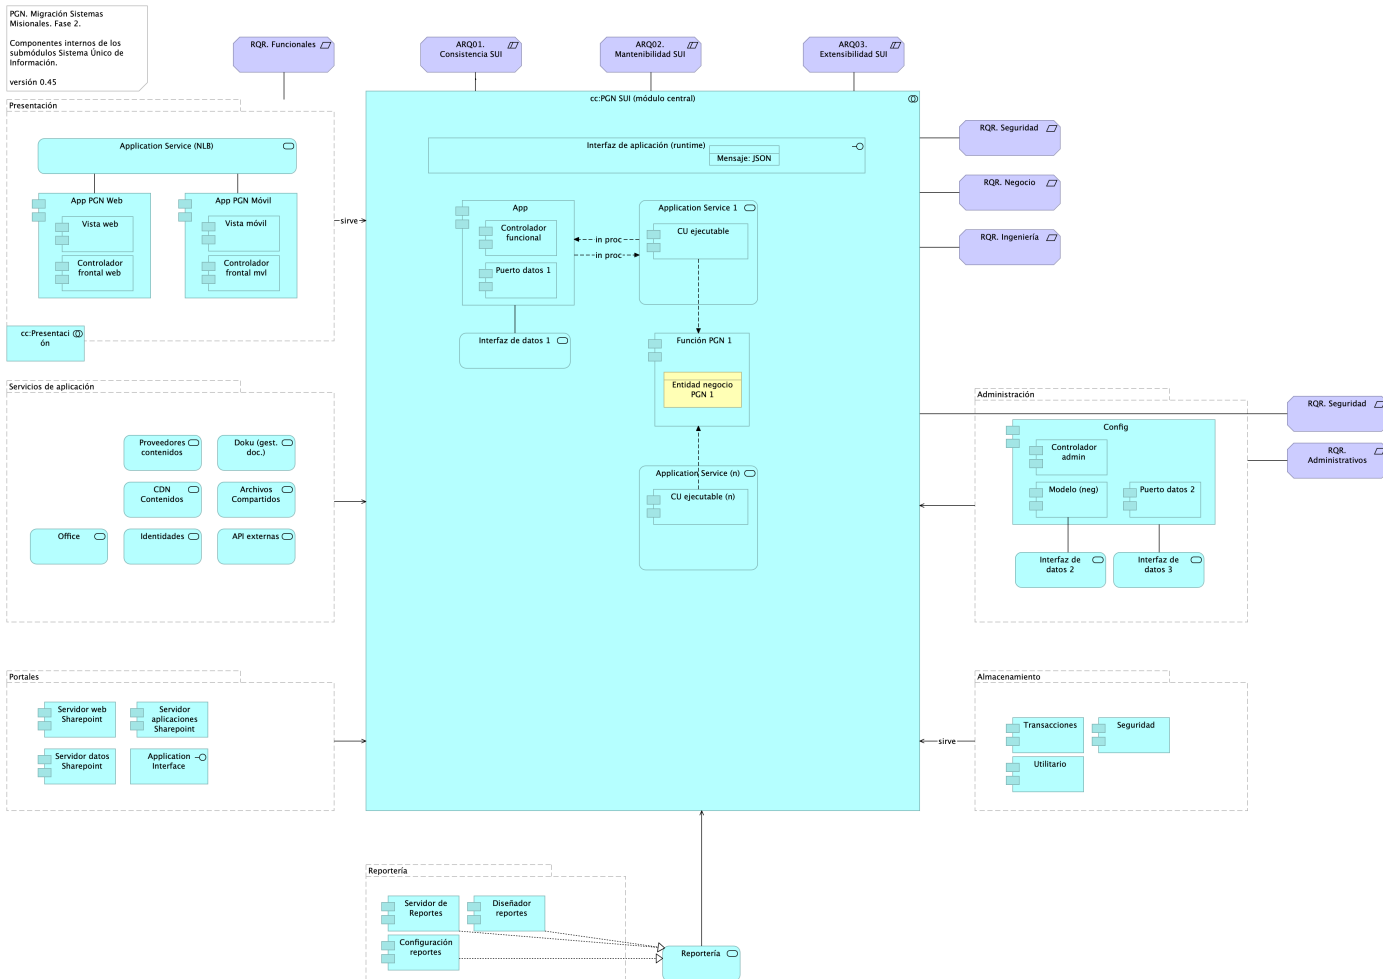 PGN. Migración Sistemas
Misionales. Fase 2.
Componentes internos de los
submódulos Sistema Único de
Información.
versión 0.45
RQR. Funcionales
ARQ01.
Consistencia SUI
ARQ02.
Mantenibilidad SUI
ARQ03.
Extensibilidad SUI
Presentación
Application Service (NLB)
App PGN Web
Vista web
Controlador
frontal web
App PGN Móvil
Vista móvil
Controlador
frontal mvl
cc:Presentaci
ón
sirve
cc:PGN SUI (módulo central)
Interfaz de aplicación (runtime)
Mensaje: JSON
App
Controlador
funcional
Puerto datos 1
Interfaz de datos 1
in proc
in proc
Application Service 1
CU ejecutable
Función PGN 1
Entidad negocio
PGN 1
Application Service (n)
CU ejecutable (n)
RQR. Seguridad
RQR. Negocio
RQR. Ingeniería
Servicios de aplicación
Proveedores
contenidos
Doku (gest.
doc.)
CDN
Contenidos
Archivos
Compartidos
Office
Identidades
API externas
Administración
Config
Controlador
admin
Modelo (neg)
Puerto datos 2
Interfaz de
datos 2
Interfaz de
datos 3
RQR. Seguridad
RQR.
Administrativos
Portales
Servidor web
Sharepoint
Servidor
aplicaciones
Sharepoint
Servidor datos
Sharepoint
Application
Interface
Almacenamiento
Transacciones
Seguridad
Utilitario
sirve
Reportería
Servidor de
Reportes
Diseñador
reportes
Configuración
reportes
Reportería